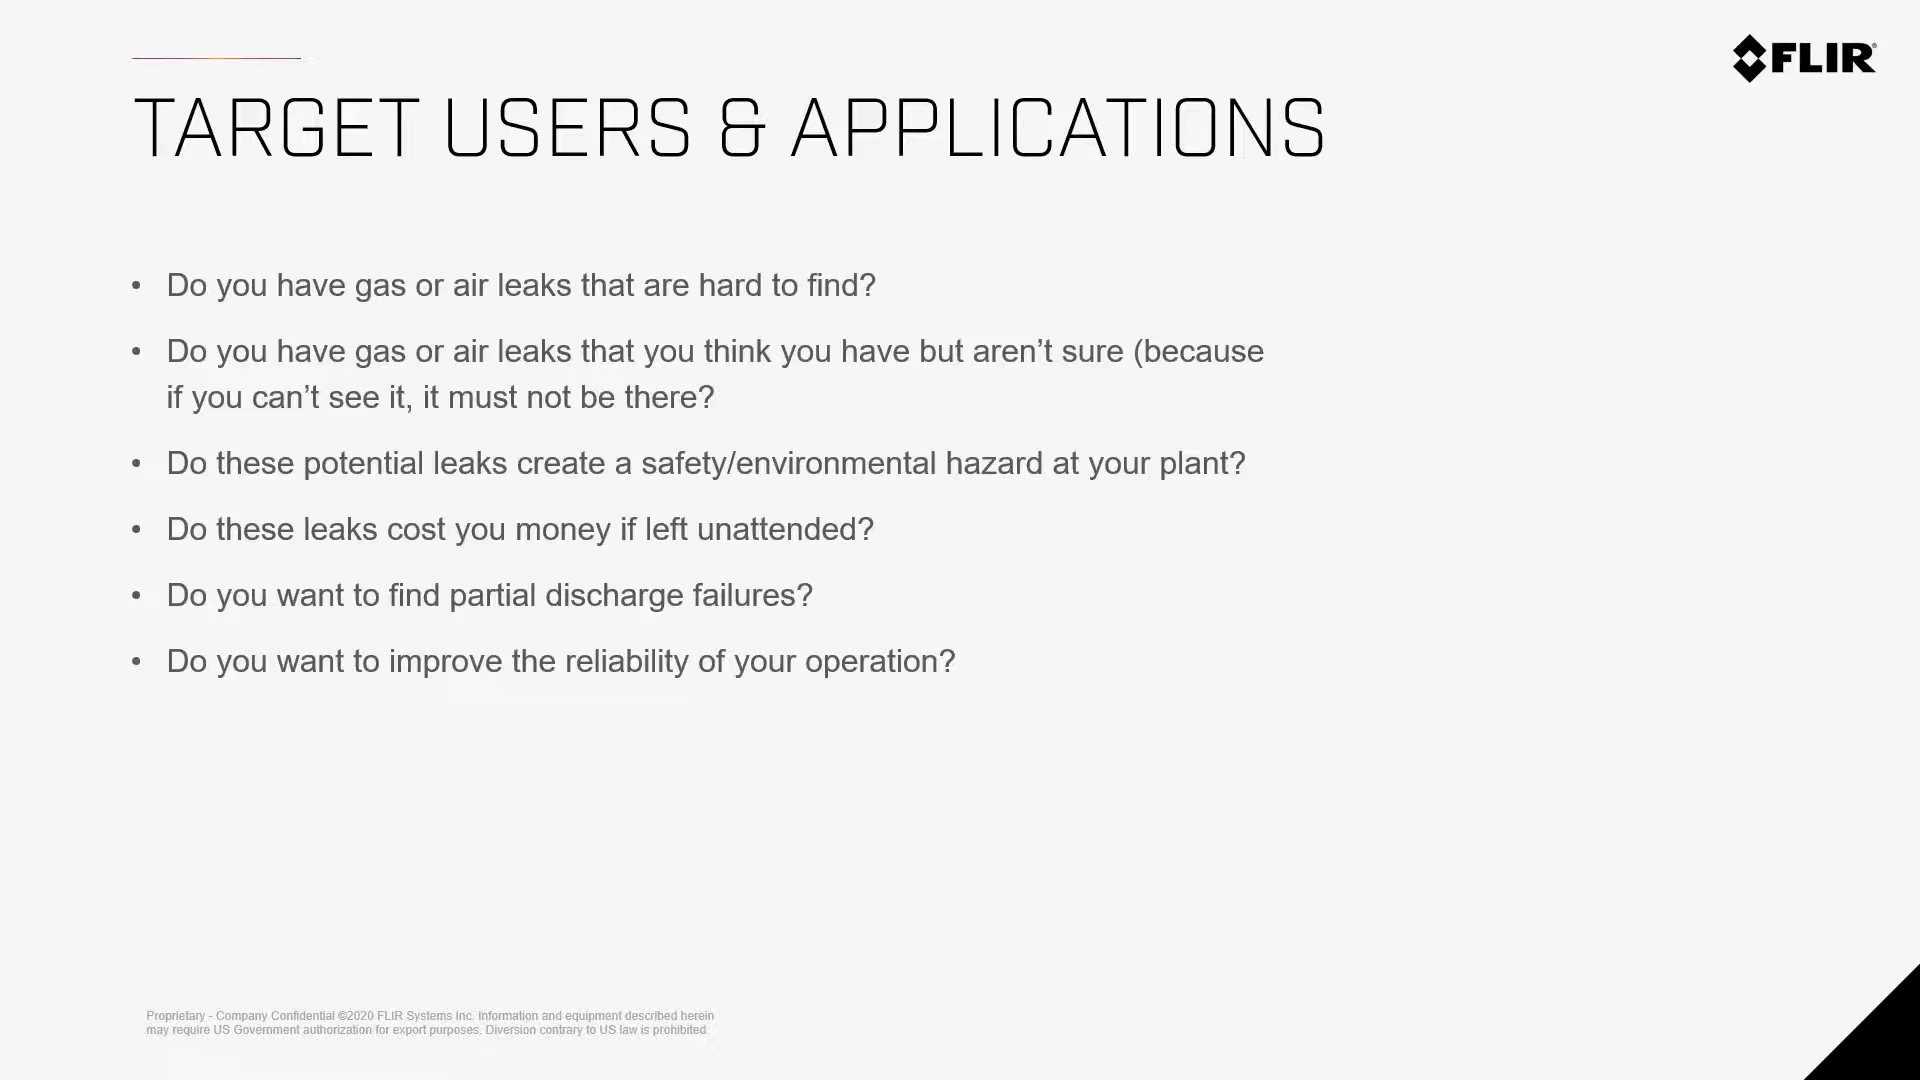 FLIR
TARGET USERS & APPLICATIONS
• Do you have gas or air leaks that are hard to find?
• Do you have gas or air leaks that you think you have but aren’t sure (because
if you can’t see it, it must not be there?
• Do these potential leaks create a safety/environmental hazard at your plant?
• Do these leaks cost you money if left unattended?
• Do you want to find partial discharge failures?
• Do you want to improve the reliability of your operation?
Proprietary - Company Confidential ©2020 FLIR Systems Inc. Information and equipment described herein
may require US Government authorization for export purposes. Diversion contrary to US law is prohibited.